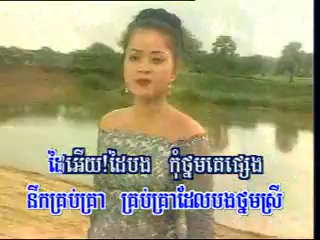 ដៃអើយ!ដៃបង កុំថ្នមគេផ្សេង
នឹកគ្រប់គ្រា គ្រប់គ្រាដែលបងថ្នមស្រី